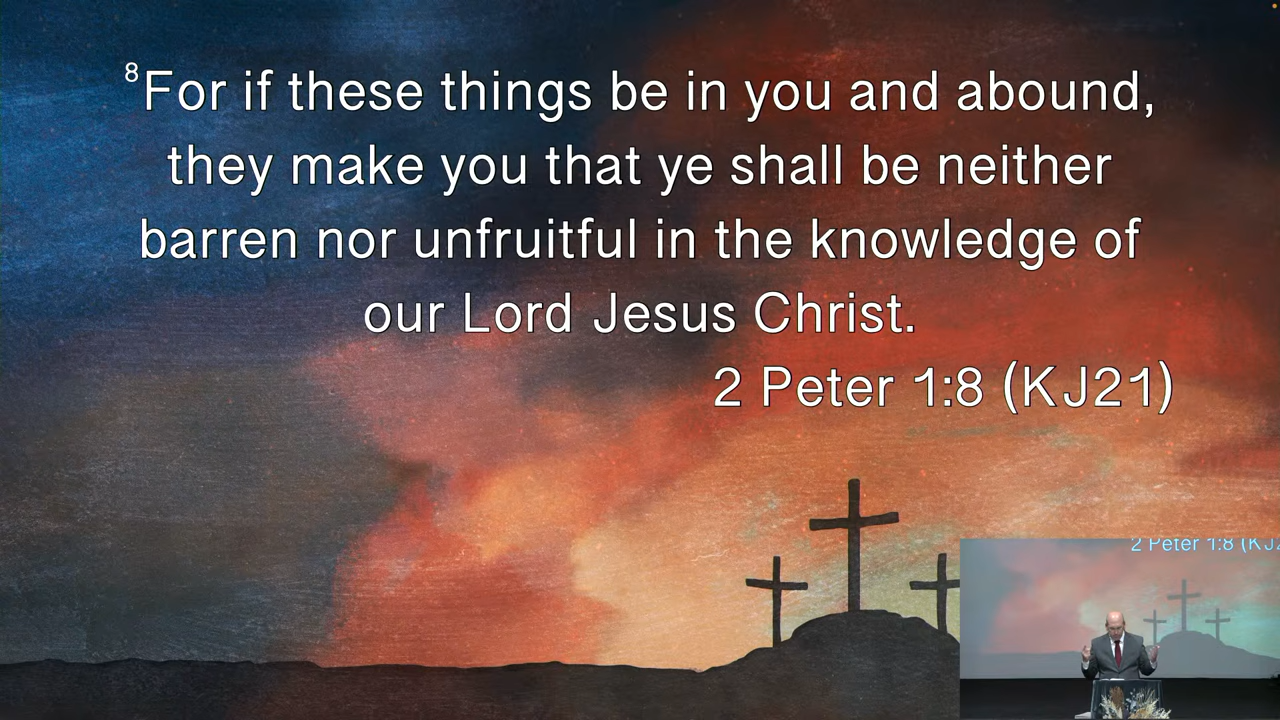 ⁸For if these things be in you and abound,
they make you that ye shall be neither
barren nor unfruitful in the knowledge of
our Lord Jesus Christ.
2 Peter 1:8 (KJ21)
2 Peter 1:8 (KJ2